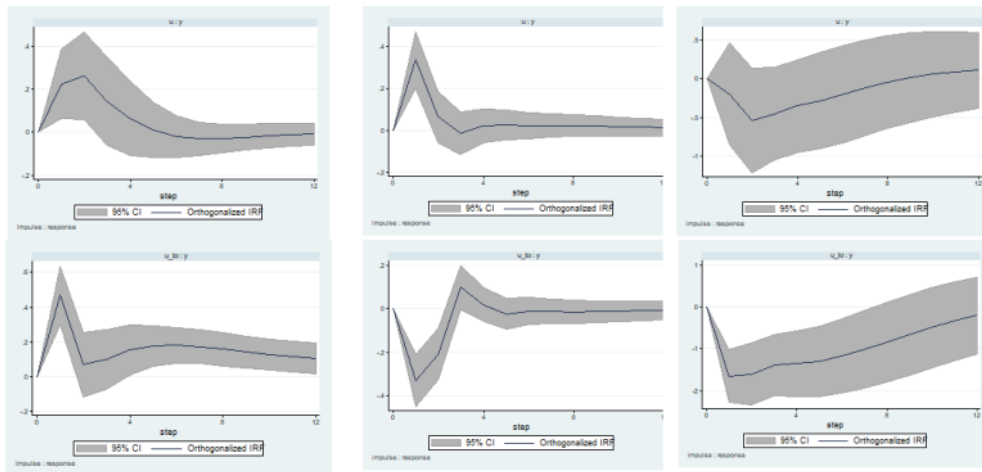 u : y
.4
.2
0
-.2
0 4 8 12
step
95% CI Orthogonalized IRF
impulse : response
u : y
.4
.2
0
-.2
0 4 8 1
step
95% CI Orthogonalized IRF
impulse : response
u : y
.5
0
-.5
-1
0 4 8 12
step
95% CI Orthogonalized IRF
impulse : response
u_to : y
.6
.4
.2
0
-.2
0 4 8 12
step
95% CI Orthogonalized IRF
impulse : response
u_to : y
.2
0
-.2
-.4
0 4 8 1
step
95% CI Orthogonalized IRF
impulse : response
u_to : y
1
0
-1
-2
0 4 8 12
step
95% CI Orthogonalized IRF
impulse : response